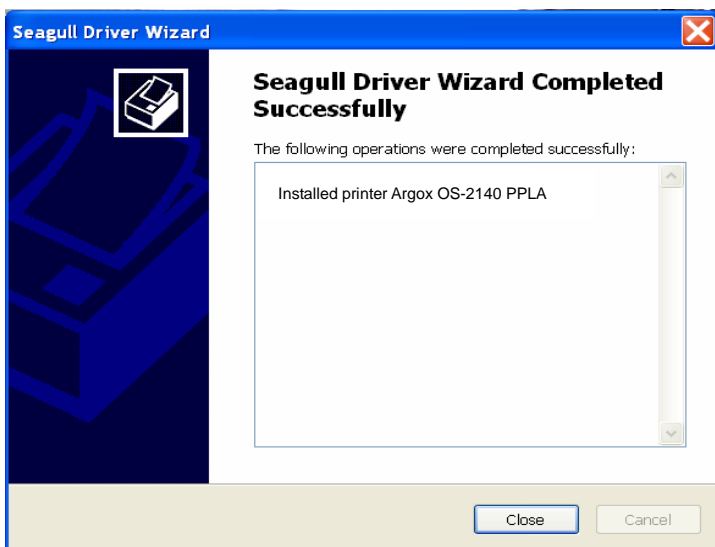 Seagull Driver Wizard
Seagull Driver Wizard Completed
Successfully
The following operations were completed successfully:
Installed printer Argox OS-2140 PPLA
Close
Cancel